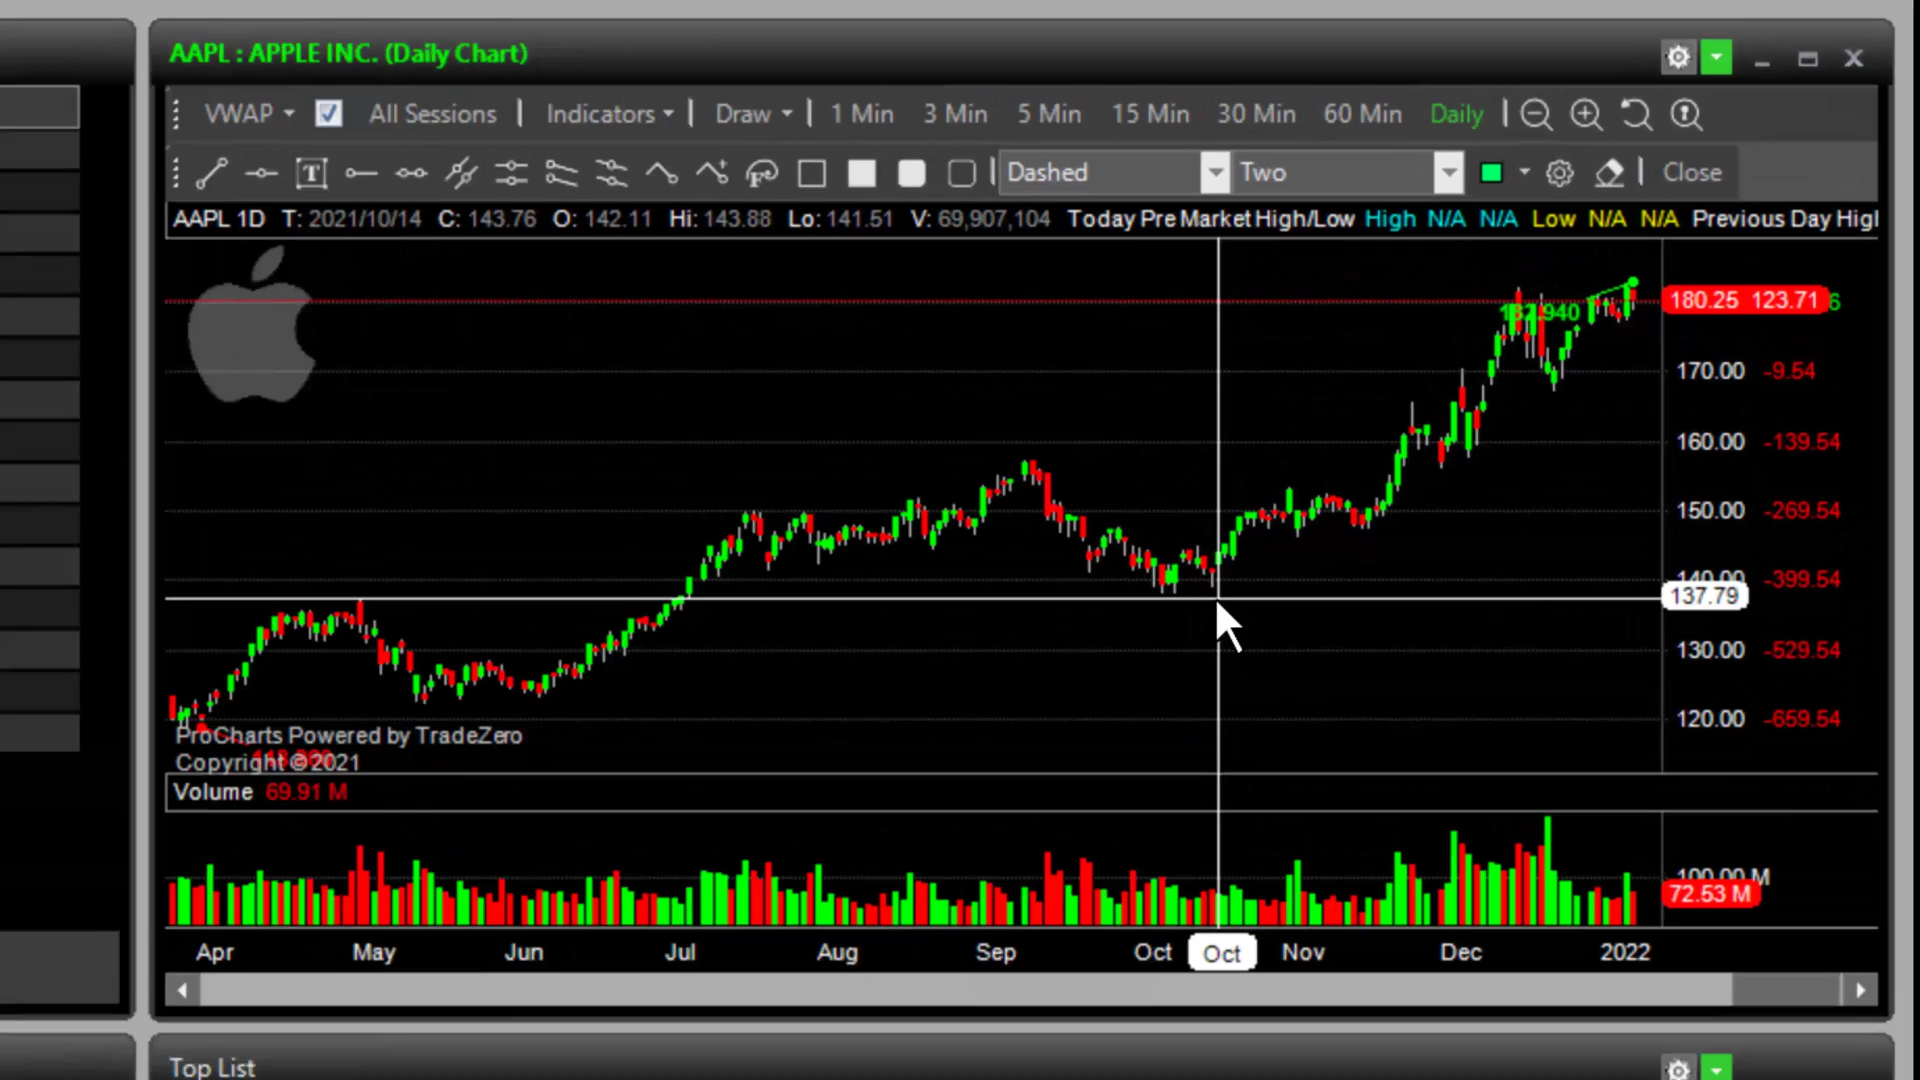 AAPL : APPLE INC. (Daily Chart)
VWAP All Sessions Indicators Draw 1 Min 3 Min 5 Min 15 Min 30 Min 60 Min Daily
T F Dashed Two Close
AAPL 1D T: 2021/10/14 C: 143.76 O: 142.11 Hi: 143.88 Lo: 141.51 V: 69,907,104 Today Pre Market High/Low High N/A N/A Low N/A N/A Previous Day Higl
180.25 123.71 6
170.00 -9.54
160.00 -139.54
150.00 -269.54
140.00 -399.54
137.79
130.00 -529.54
120.00 -659.54
ProCharts Powered by TradeZero
Copyright © 2021
Volume 69.91 M
100.00 M
72.53 M
Apr May Jun Jul Aug Sep Oct Oct Nov Dec 2022
Top List